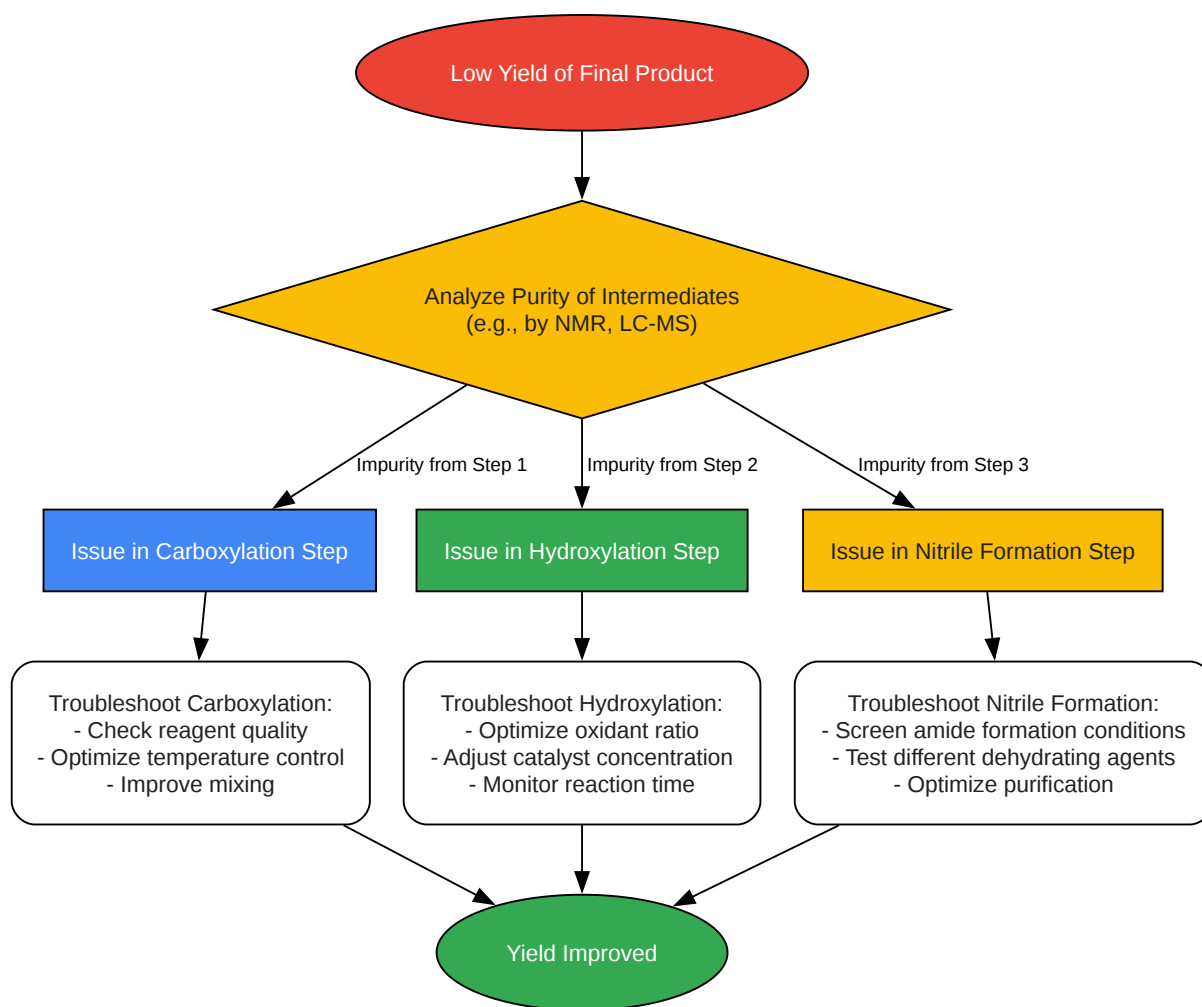 Low Yield of Final Product
Analyze Purity of Intermediates
(e.g., by NMR, LC-MS)
Impurity from Step 1
Impurity from Step 2
Impurity from Step 3
Issue in Carboxylation Step
Issue in Hydroxylation Step
Issue in Nitrile Formation Step
Troubleshoot Carboxylation:
- Check reagent quality
- Optimize temperature control
- Improve mixing
Troubleshoot Hydroxylation:
- Optimize oxidant ratio
- Adjust catalyst concentration
- Monitor reaction time
Troubleshoot Nitrile Formation:
- Screen amide formation conditions
- Test different dehydrating agents
- Optimize purification
Yield Improved